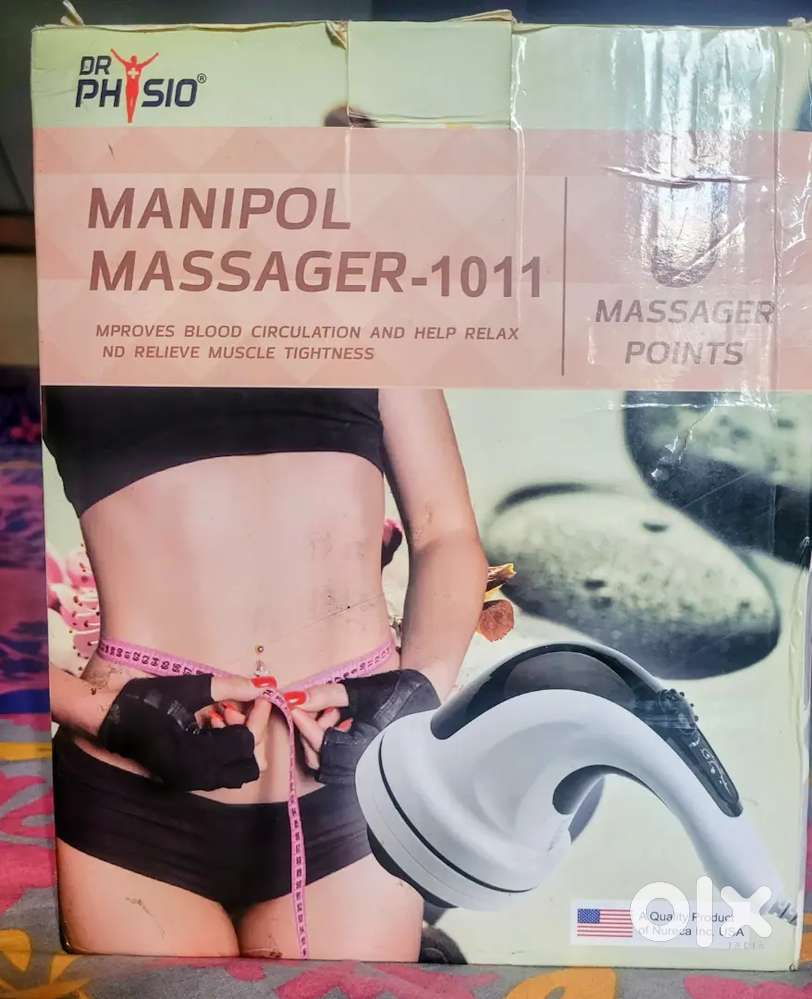 DR
PHYSIO®
MANIPOL
MASSAGER-1011
MPROVES BLOOD CIRCULATION AND HELP RELAX
ND RELIEVE MUSCLE TIGHTNESS
MASSAGER
POINTS
A Quality Product
of Nureca Inc, USA
olx
INDIA